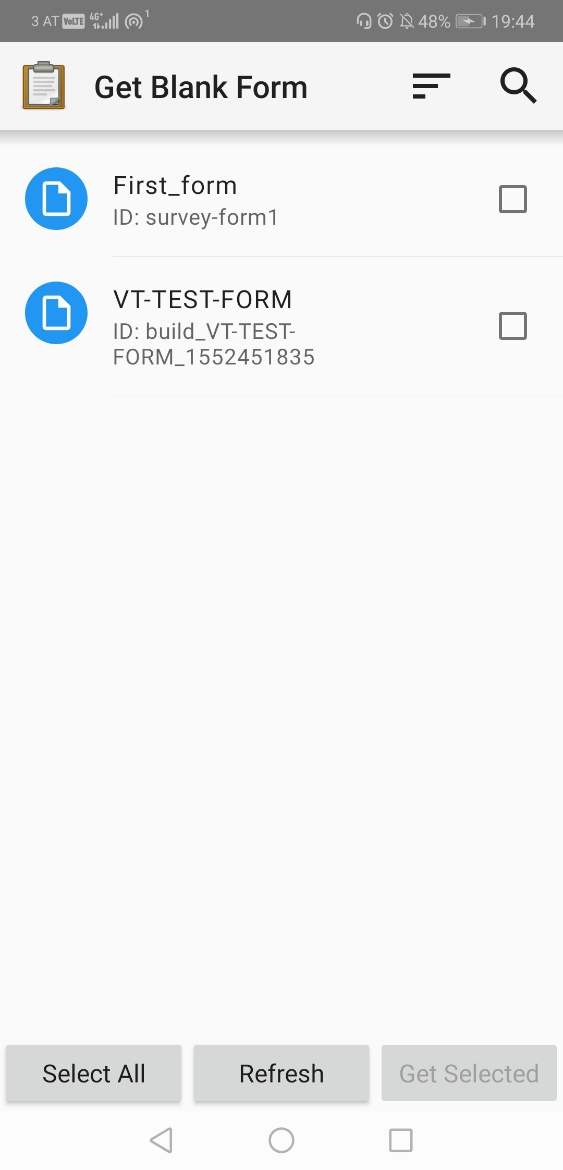 3 AT VoLTE 4G+ 1 48% 19:44
Get Blank Form
First_form
ID: survey-form1
VT-TEST-FORM
ID: build_VT-TEST-
FORM_1552451835
Select All Refresh Get Selected